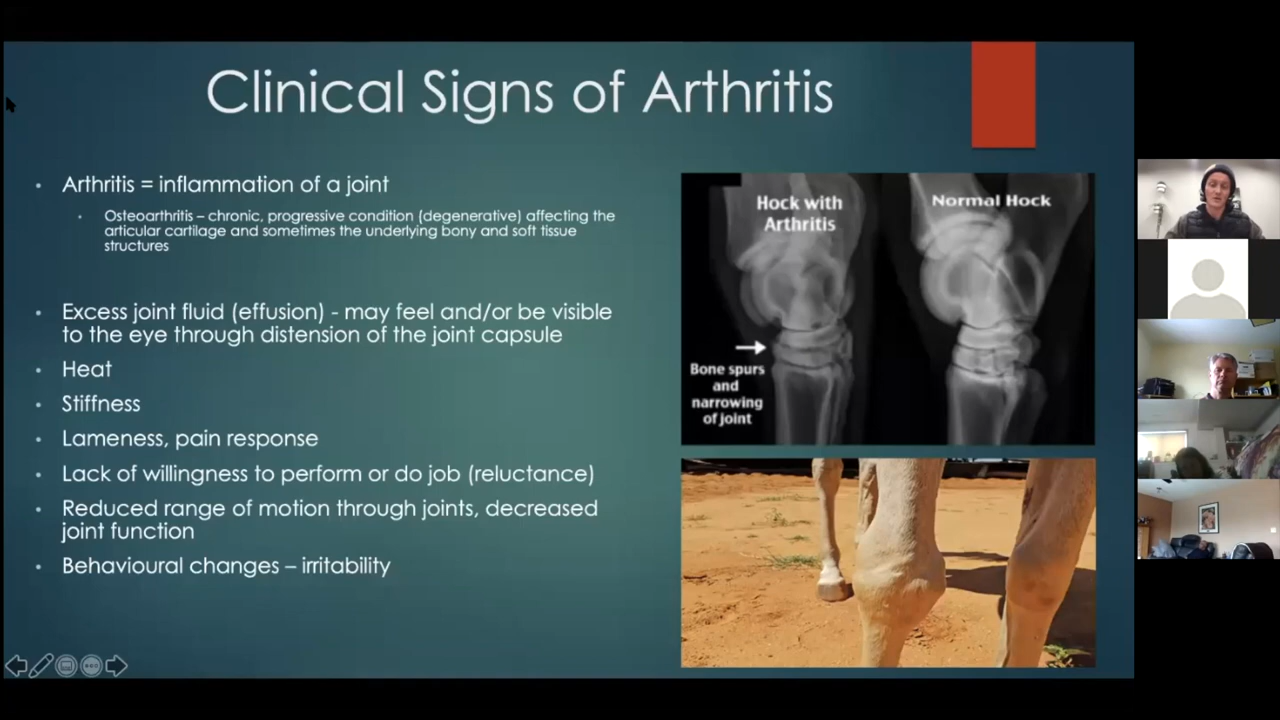 Clinical Signs of Arthritis
Arthritis = inflammation of a joint
Osteoarthritis – chronic, progressive condition (degenerative) affecting the
articular cartilage and sometimes the underlying bony and soft tissue
structures
Excess joint fluid (effusion) - may feel and/or be visible
to the eye through distension of the joint capsule
Heat
Stiffness
Lameness, pain response
Lack of willingness to perform or do job (reluctance)
Reduced range of motion through joints, decreased
joint function
Behavioural changes – irritability
Hock with
Arthritis
Normal Hock
Bone spurs
and
narrowing
of joint